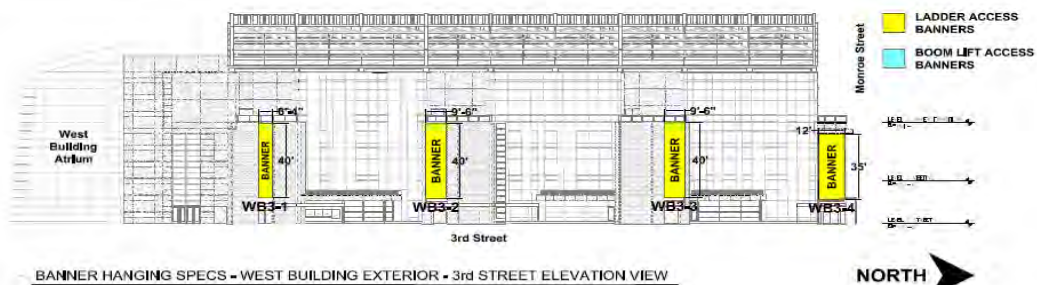 LADDER ACCESS
BANNERS
BOOM LIFT ACCESS
BANNERS
Monroe Street
6'-4"
9'-6"
9'-6"
12'
West
Building
Atrium
BANNER
40'
BANNER
40'
BANNER
40'
BANNER
35'
WB3-1
WB3-2
WB3-3
WB3-4
3rd Street
BANNER HANGING SPECS - WEST BUILDING EXTERIOR - 3rd STREET ELEVATION VIEW
NORTH